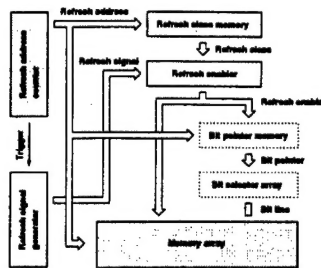 Refresh address
Refresh class memory
Refresh class
Refresh address
counter
Refresh signal
Refresh enabler
Refresh enable
Bit pointer memory
Trigger
Bit pointer
Bit selector array
Refresh signal
generator
Bit line
Memory array